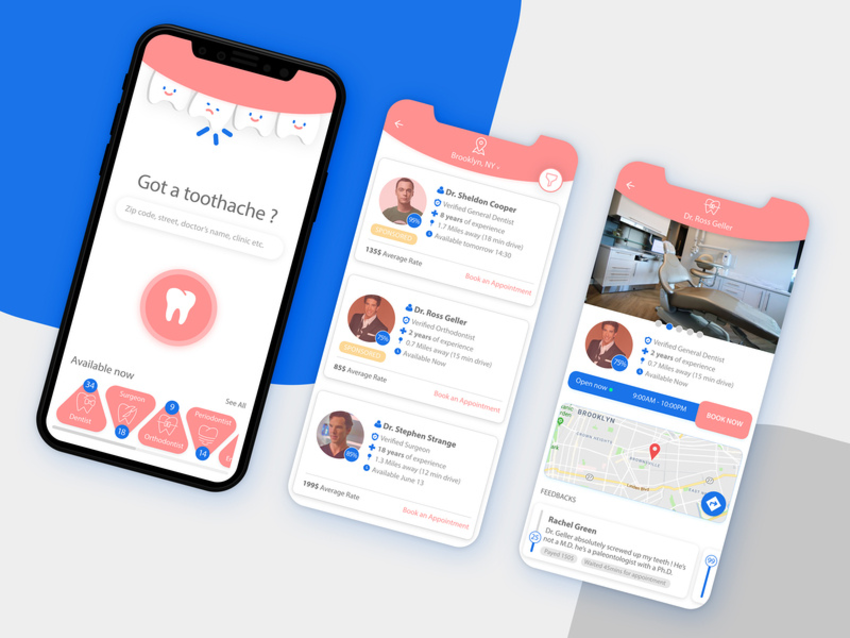 Got a toothache ?
Zip code, street, doctor's name, clinic etc.
Available now
See All
34
Dentist
Surgeon
18
9
Orthodontist
Periodontist
14
Brooklyn, NY
Dr. Sheldon Cooper
Verified General Dentist
8 years of experience
1.7 Miles away (18 min drive)
Available tomorrow 14:30
95%
SPONSORED
135$ Average Rate
Book an Appointment
Dr. Ross Geller
Verified Orthodontist
2 years of experience
0.7 Miles away (15 min drive)
Available Now
75%
SPONSORED
85$ Average Rate
Book an Appointment
Dr. Stephen Strange
Verified Surgeon
18 years of experience
1.3 Miles away (12 min drive)
Available June 13
85%
199$ Average Rate
Book an Appointment
Dr. Ross Geller
Verified General Dentist
2 years of experience
0.7 Miles away (15 min drive)
Available Now
75%
Open now
9:00AM - 10:00PM
BOOK NOW
BROOKLYN
CROWN HEIGHTS
BROWNSVILLE
Linden Blvd
FEEDBACKS
Rachel Green
Dr. Geller absolutely screwed up my teeth ! He's
not a M.D. he's a paleontologist with a Ph.D.
25
Payed 150$
Waited 45mins for appointment
99